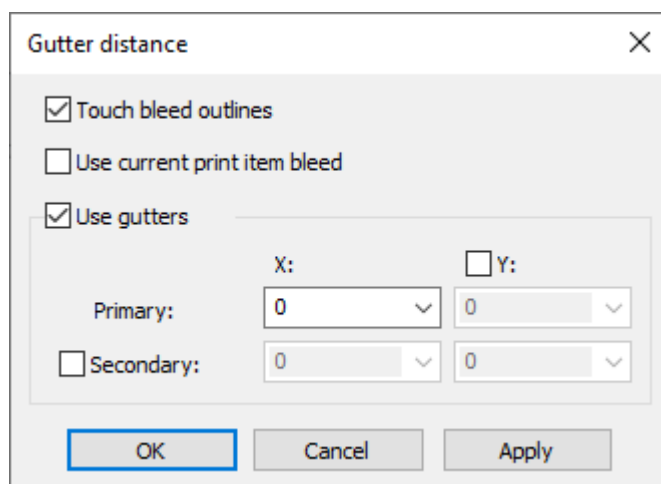 Gutter distance
Touch bleed outlines
Use current print item bleed
Use gutters
X: Y:
Primary: 0 0
Secondary: 0 0
OK Cancel Apply